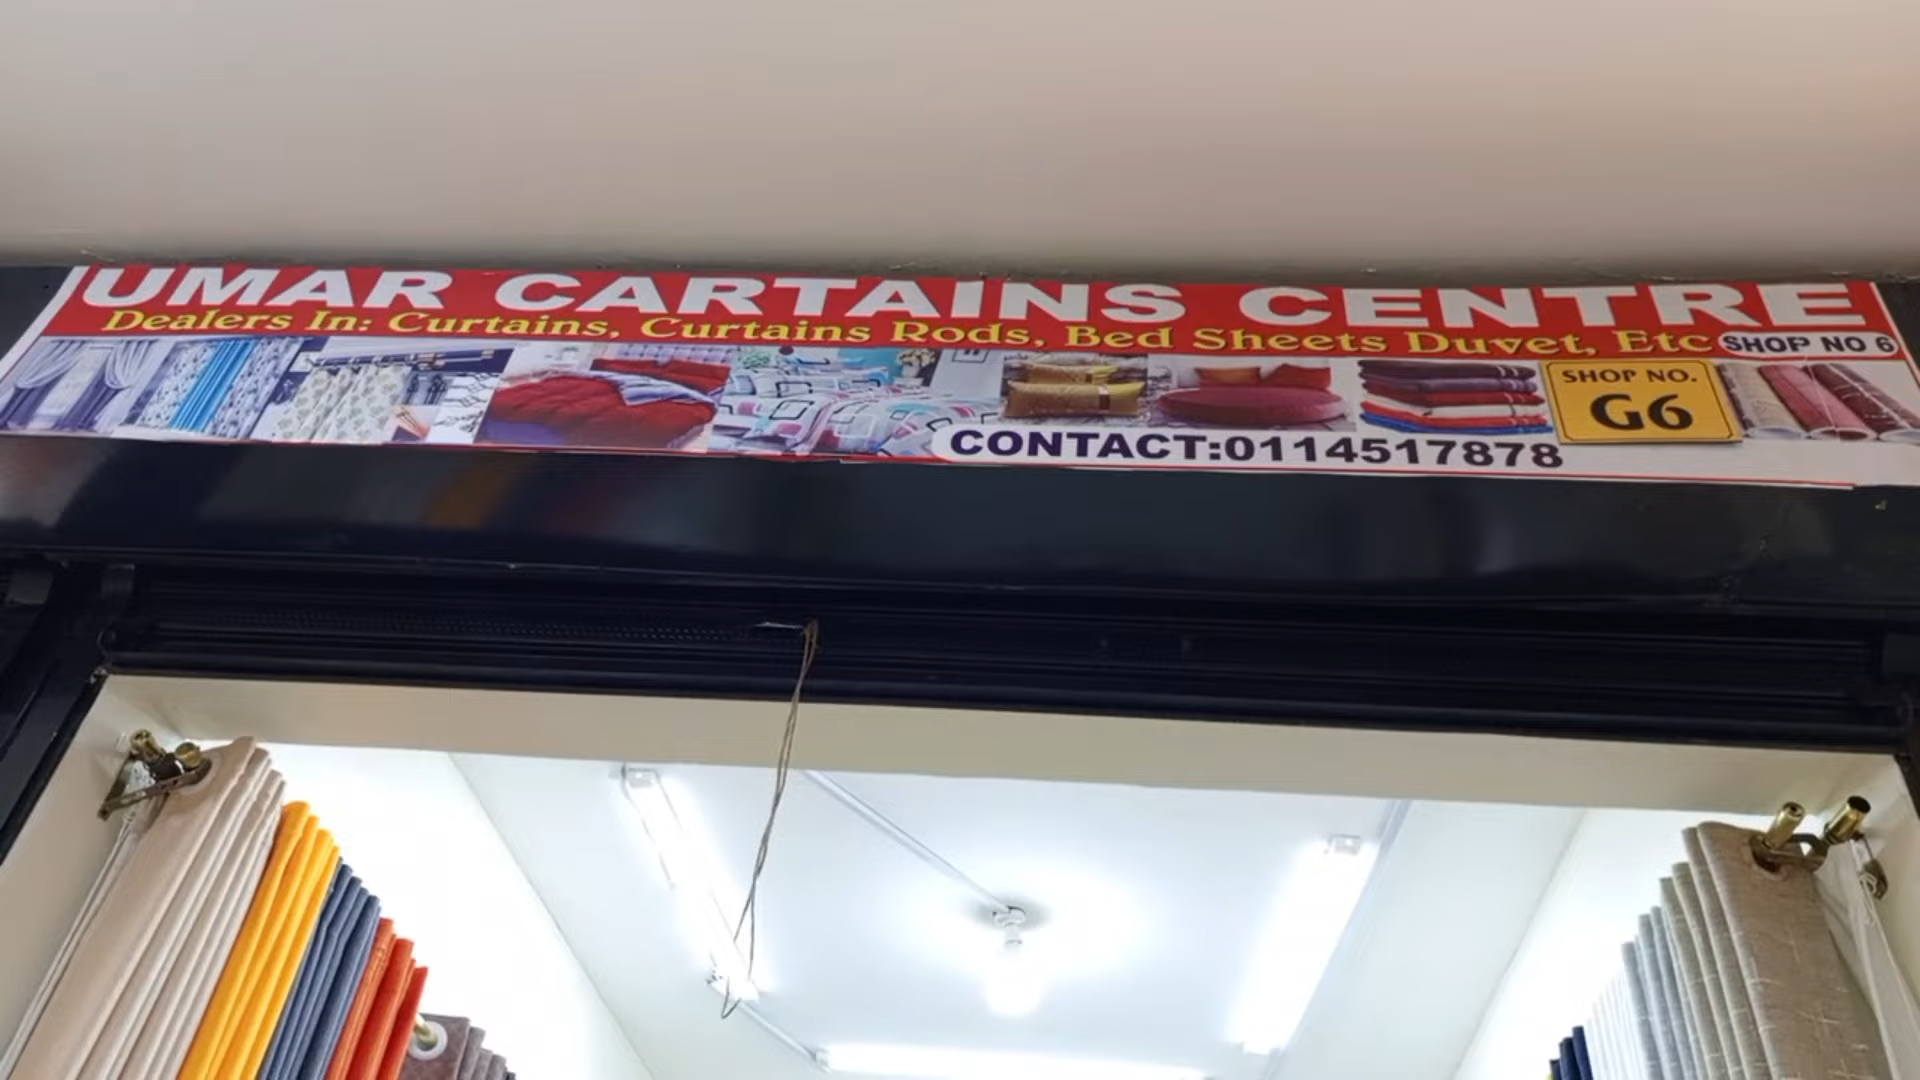 UMAR CARTAINS CENTRE
Dealers In: Curtains, Curtains Rods, Bed Sheets Duvet, Etc
SHOP NO 6
SHOP NO.
G6
CONTACT:0114517878